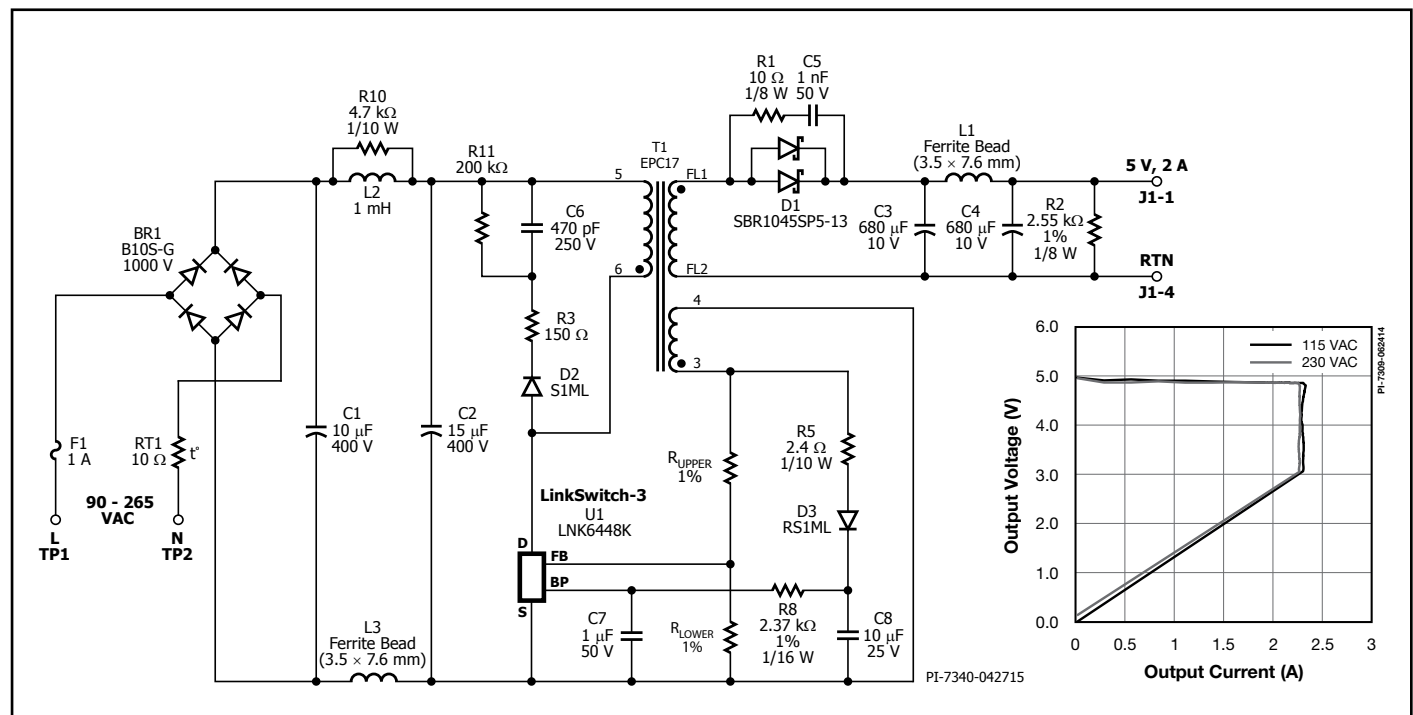 R10
4.7 kΩ
1/10 W
L2
1 mH
R11
200 kΩ
C6
470 pF
250 V
R3
150 Ω
D2
S1ML
BR1
B10S-G
1000 V
F1
1 A
RT1
10 Ω
t°
90 - 265
VAC
L
TP1
N
TP2
C1
10 µF
400 V
C2
15 µF
400 V
L3
Ferrite Bead
(3.5 × 7.6 mm)
LinkSwitch-3
U1
LNK6448K
D
S
FB
BP
C7
1 µF
50 V
T1
EPC17
5
6
FL1
FL2
4
3
R1
10 Ω
1/8 W
C5
1 nF
50 V
D1
SBR1045SP5-13
L1
Ferrite Bead
(3.5 × 7.6 mm)
C3
680 µF
10 V
C4
680 µF
10 V
R2
2.55 kΩ
1%
1/8 W
5 V, 2 A
J1-1
RTN
J1-4
RUPPER
1%
RLOWER
1%
R5
2.4 Ω
1/10 W
D3
RS1ML
R8
2.37 kΩ
1%
1/16 W
C8
10 µF
25 V
PI-7340-042715
Output Voltage (V)
6.0
5.0
4.0
3.0
2.0
1.0
0.0
115 VAC
230 VAC
PI-7309-062414
0 0.5 1 1.5 2 2.5 3
Output Current (A)